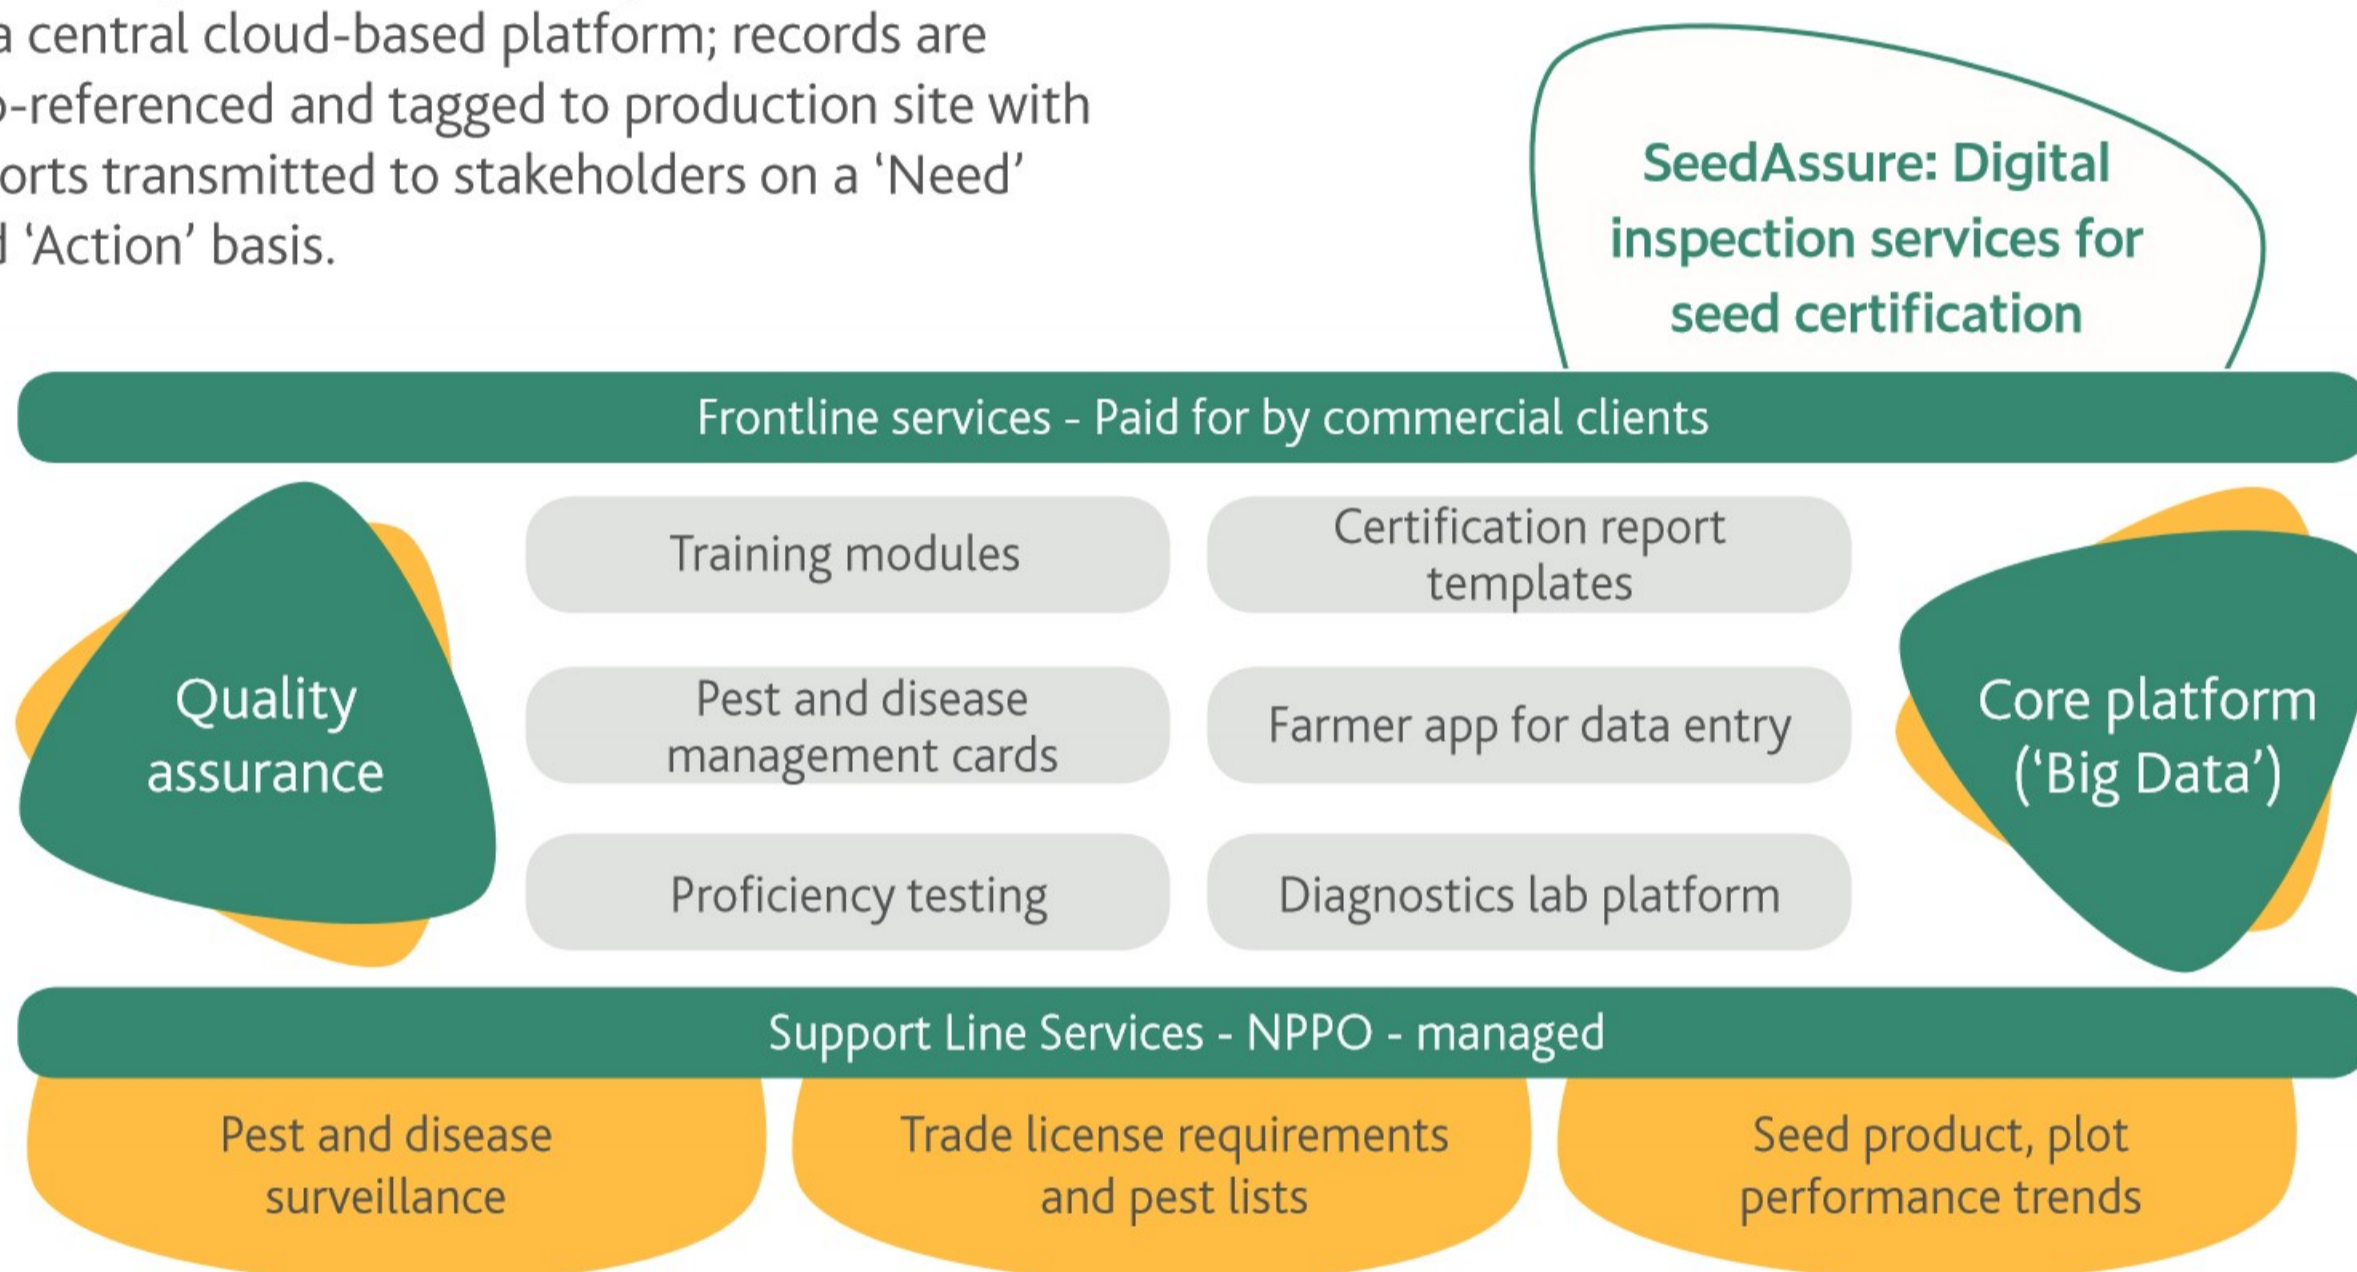 a central cloud-based platform; records are
o-referenced and tagged to production site with
orts transmitted to stakeholders on a ‘Need’
d ‘Action’ basis.
SeedAssure: Digital
inspection services for
seed certification
Frontline services - Paid for by commercial clients
Quality
assurance
Training modules
Certification report
templates
Pest and disease
management cards
Farmer app for data entry
Proficiency testing
Diagnostics lab platform
Core platform
(‘Big Data’)
Support Line Services - NPPO - managed
Pest and disease
surveillance
Trade license requirements
and pest lists
Seed product, plot
performance trends